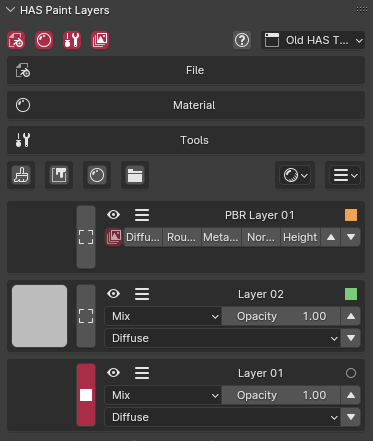 HAS Paint Layers
Old HAS T...
File
Material
Tools
PBR Layer 01
Diffu... Rou... Meta... Nor... Height
Layer 02
Mix Opacity 1.00
Diffuse
Layer 01
Mix Opacity 1.00
Diffuse